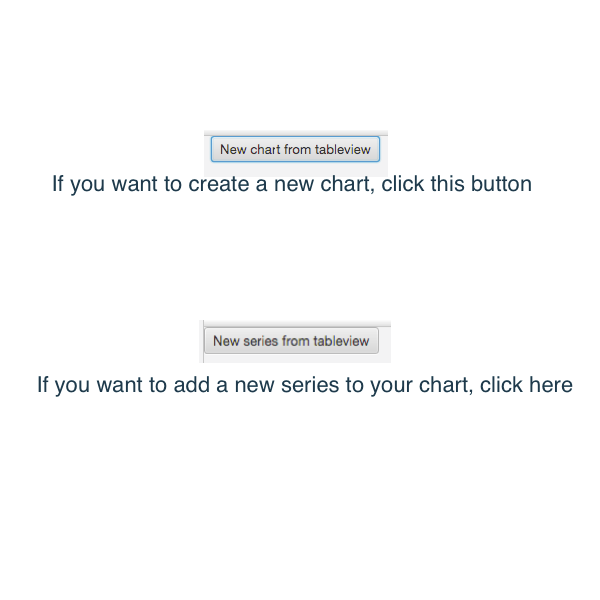 New chart from tableview
If you want to create a new chart, click this button
New series from tableview
If you want to add a new series to your chart, click here